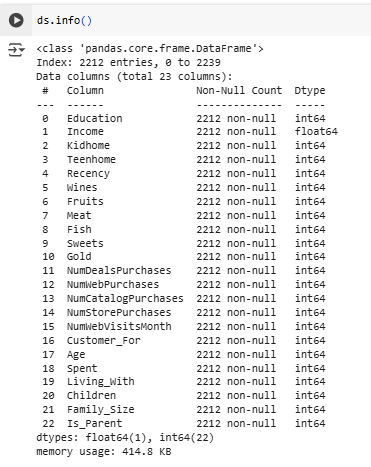 ds.info()
<class 'pandas.core.frame.DataFrame'>
Index: 2212 entries, 0 to 2239
Data columns (total 23 columns):
 #   Column               Non-Null Count  Dtype
---  ------               --------------  -----
 0   Education            2212 non-null   int64
 1   Income               2212 non-null   float64
 2   Kidhome              2212 non-null   int64
 3   Teenhome             2212 non-null   int64
 4   Recency              2212 non-null   int64
 5   Wines                2212 non-null   int64
 6   Fruits               2212 non-null   int64
 7   Meat                 2212 non-null   int64
 8   Fish                 2212 non-null   int64
 9   Sweets               2212 non-null   int64
 10  Gold                 2212 non-null   int64
 11  NumDealsPurchases    2212 non-null   int64
 12  NumWebPurchases      2212 non-null   int64
 13  NumCatalogPurchases  2212 non-null   int64
 14  NumStorePurchases    2212 non-null   int64
 15  NumWebVisitsMonth    2212 non-null   int64
 16  Customer_For         2212 non-null   int64
 17  Age                  2212 non-null   int64
 18  Spent                2212 non-null   int64
 19  Living_With          2212 non-null   int64
 20  Children             2212 non-null   int64
 21  Family_Size          2212 non-null   int64
 22  Is_Parent            2212 non-null   int64
dtypes: float64(1), int64(22)
memory usage: 414.8 KB